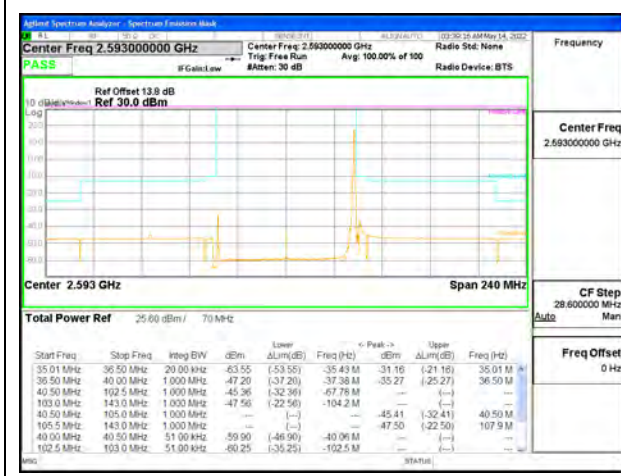 Agilent Spectrum Analyzer - Spectrum Emission Mask
RL RF 50 Ω DC SENSE:INT ALIGNAUTO 03:39:16 AM May 14, 2022
Center Freq 2.593000000 GHz Center Freq: 2.593000000 GHz Radio Std: None Frequency
PASS Trig: Free Run Avg: 100.00% of 100
IFGain:Low #Atten: 30 dB Radio Device: BTS
Ref Offset 13.8 dB
10 dB/ Ref 30.0 dBm
Log
Center Freq
2.593000000 GHz
Center 2.593 GHz Span 240 MHz
CF Step
28.600000 MHz
Auto Man
Total Power Ref 25.60 dBm / 70 MHz
Freq Offset
0 Hz
Lower <- Peak -> Upper
Start Freq Stop Freq Integ BW dBm ΔLim(dB) Freq (Hz) dBm ΔLim(dB) Freq (Hz)
35.01 MHz 36.50 MHz 20.00 kHz -63.55 (-53.55) -35.43 M -31.16 (-21.16) 35.01 M
36.50 MHz 40.00 MHz 1.000 MHz -47.20 (-37.20) -37.38 M -35.27 (-25.27) 36.50 M
40.50 MHz 102.5 MHz 1.000 MHz -45.36 (-32.36) -67.76 M --- (---)
103.0 MHz 143.0 MHz 1.000 MHz -47.56 (-22.56) -104.2 M --- (---)
40.50 MHz 105.0 MHz 1.000 MHz --- (---) -45.41 (-32.41) 40.50 M
105.5 MHz 143.0 MHz 1.000 MHz --- (---) -47.50 (-22.50) 107.9 M
40.00 MHz 40.50 MHz 51.00 kHz -59.90 (-46.90) -40.06 M --- (---)
102.5 MHz 103.0 MHz 51.00 kHz -60.25 (-35.25) -102.5 M --- (---)
MSG STATUS